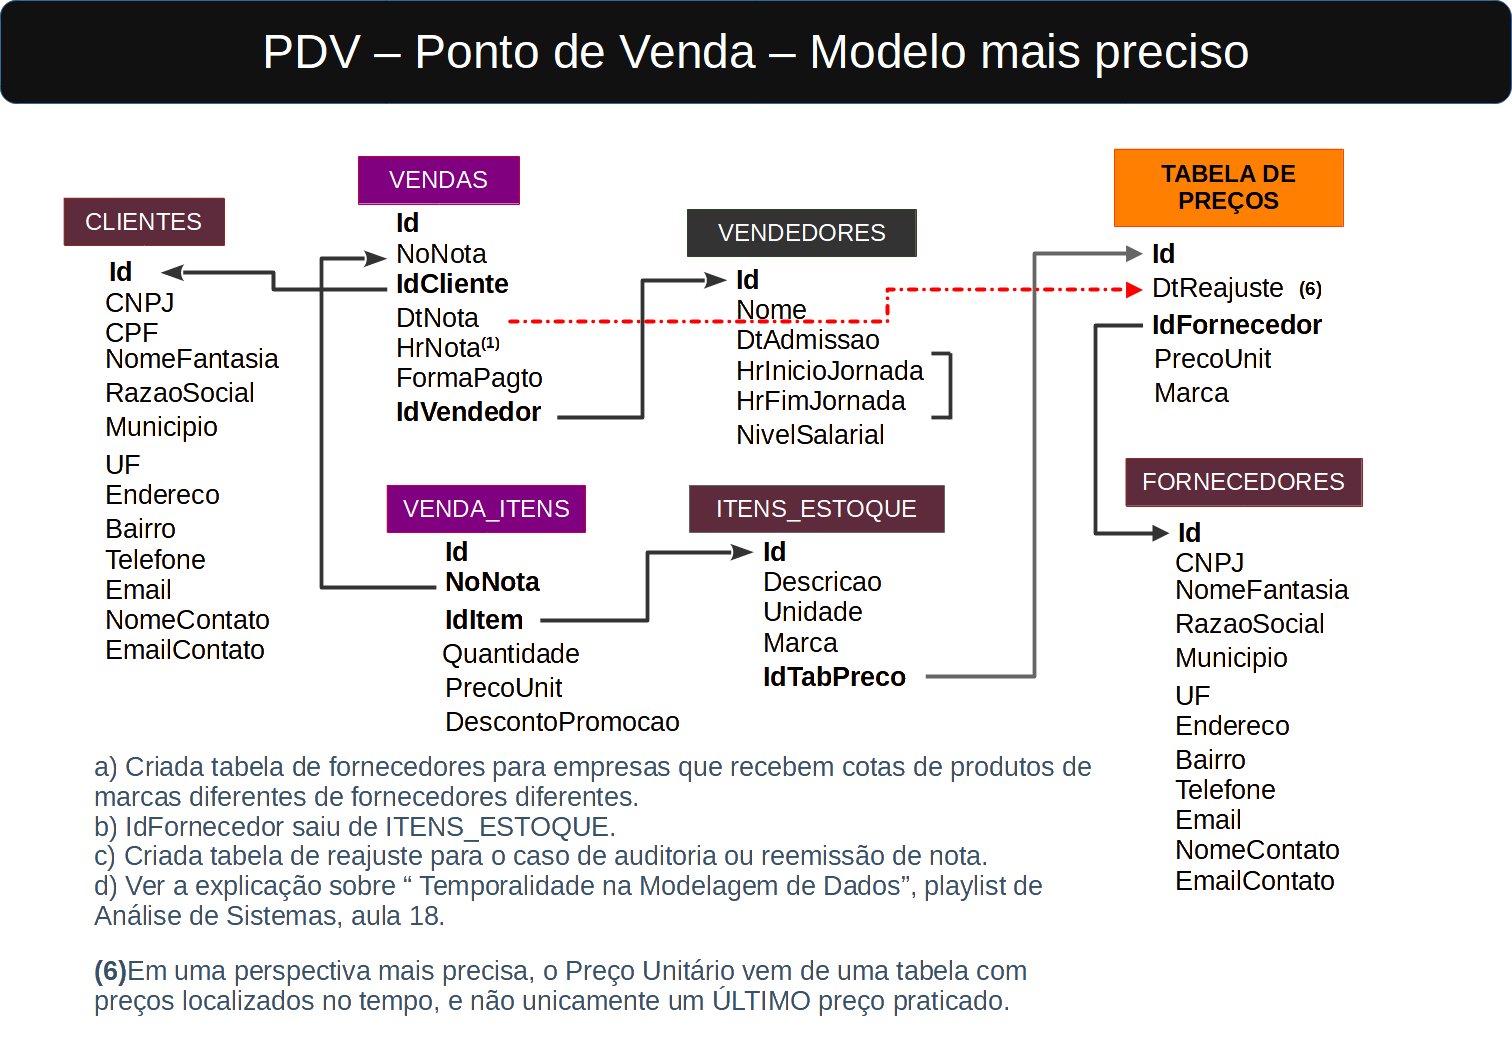 PDV – Ponto de Venda – Modelo mais preciso
CLIENTES
Id
CNPJ
CPF
NomeFantasia
RazaoSocial
Municipio
UF
Endereco
Bairro
Telefone
Email
NomeContato
EmailContato
VENDAS
Id
NoNota
IdCliente
DtNota
HrNota(1)
FormaPagto
IdVendedor
VENDEDORES
Id
Nome
DtAdmissao
HrInicioJornada
HrFimJornada
NivelSalarial
TABELA DE
PREÇOS
Id
DtReajuste (6)
IdFornecedor
PrecoUnit
Marca
VENDA_ITENS
Id
NoNota
IdItem
Quantidade
PrecoUnit
DescontoPromocao
ITENS_ESTOQUE
Id
Descricao
Unidade
Marca
IdTabPreco
FORNECEDORES
Id
CNPJ
NomeFantasia
RazaoSocial
Municipio
UF
Endereco
Bairro
Telefone
Email
NomeContato
EmailContato
a) Criada tabela de fornecedores para empresas que recebem cotas de produtos de
marcas diferentes de fornecedores diferentes.
b) IdFornecedor saiu de ITENS_ESTOQUE.
c) Criada tabela de reajuste para o caso de auditoria ou reemissão de nota.
d) Ver a explicação sobre “ Temporalidade na Modelagem de Dados”, playlist de
Análise de Sistemas, aula 18.
(6)Em uma perspectiva mais precisa, o Preço Unitário vem de uma tabela com
preços localizados no tempo, e não unicamente um ÚLTIMO preço praticado.